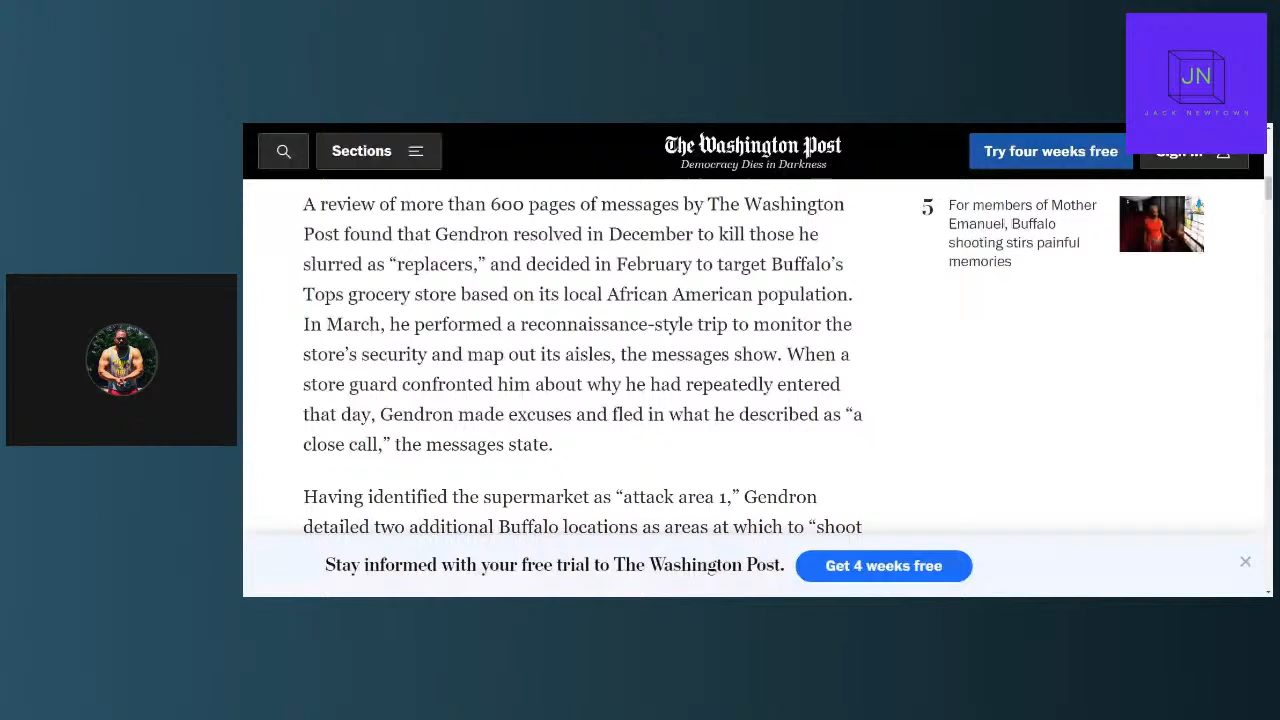 JN
JACK NEWTOWN
Sections
The Washington Post
Democracy Dies in Darkness
Try four weeks free
A review of more than 600 pages of messages by The Washington
Post found that Gendron resolved in December to kill those he
slurred as “replacers,” and decided in February to target Buffalo’s
Tops grocery store based on its local African American population.
In March, he performed a reconnaissance-style trip to monitor the
store’s security and map out its aisles, the messages show. When a
store guard confronted him about why he had repeatedly entered
that day, Gendron made excuses and fled in what he described as “a
close call,” the messages state.
Having identified the supermarket as “attack area 1,” Gendron
detailed two additional Buffalo locations as areas at which to “shoot
5
For members of Mother
Emanuel, Buffalo
shooting stirs painful
memories
Stay informed with your free trial to The Washington Post.
Get 4 weeks free